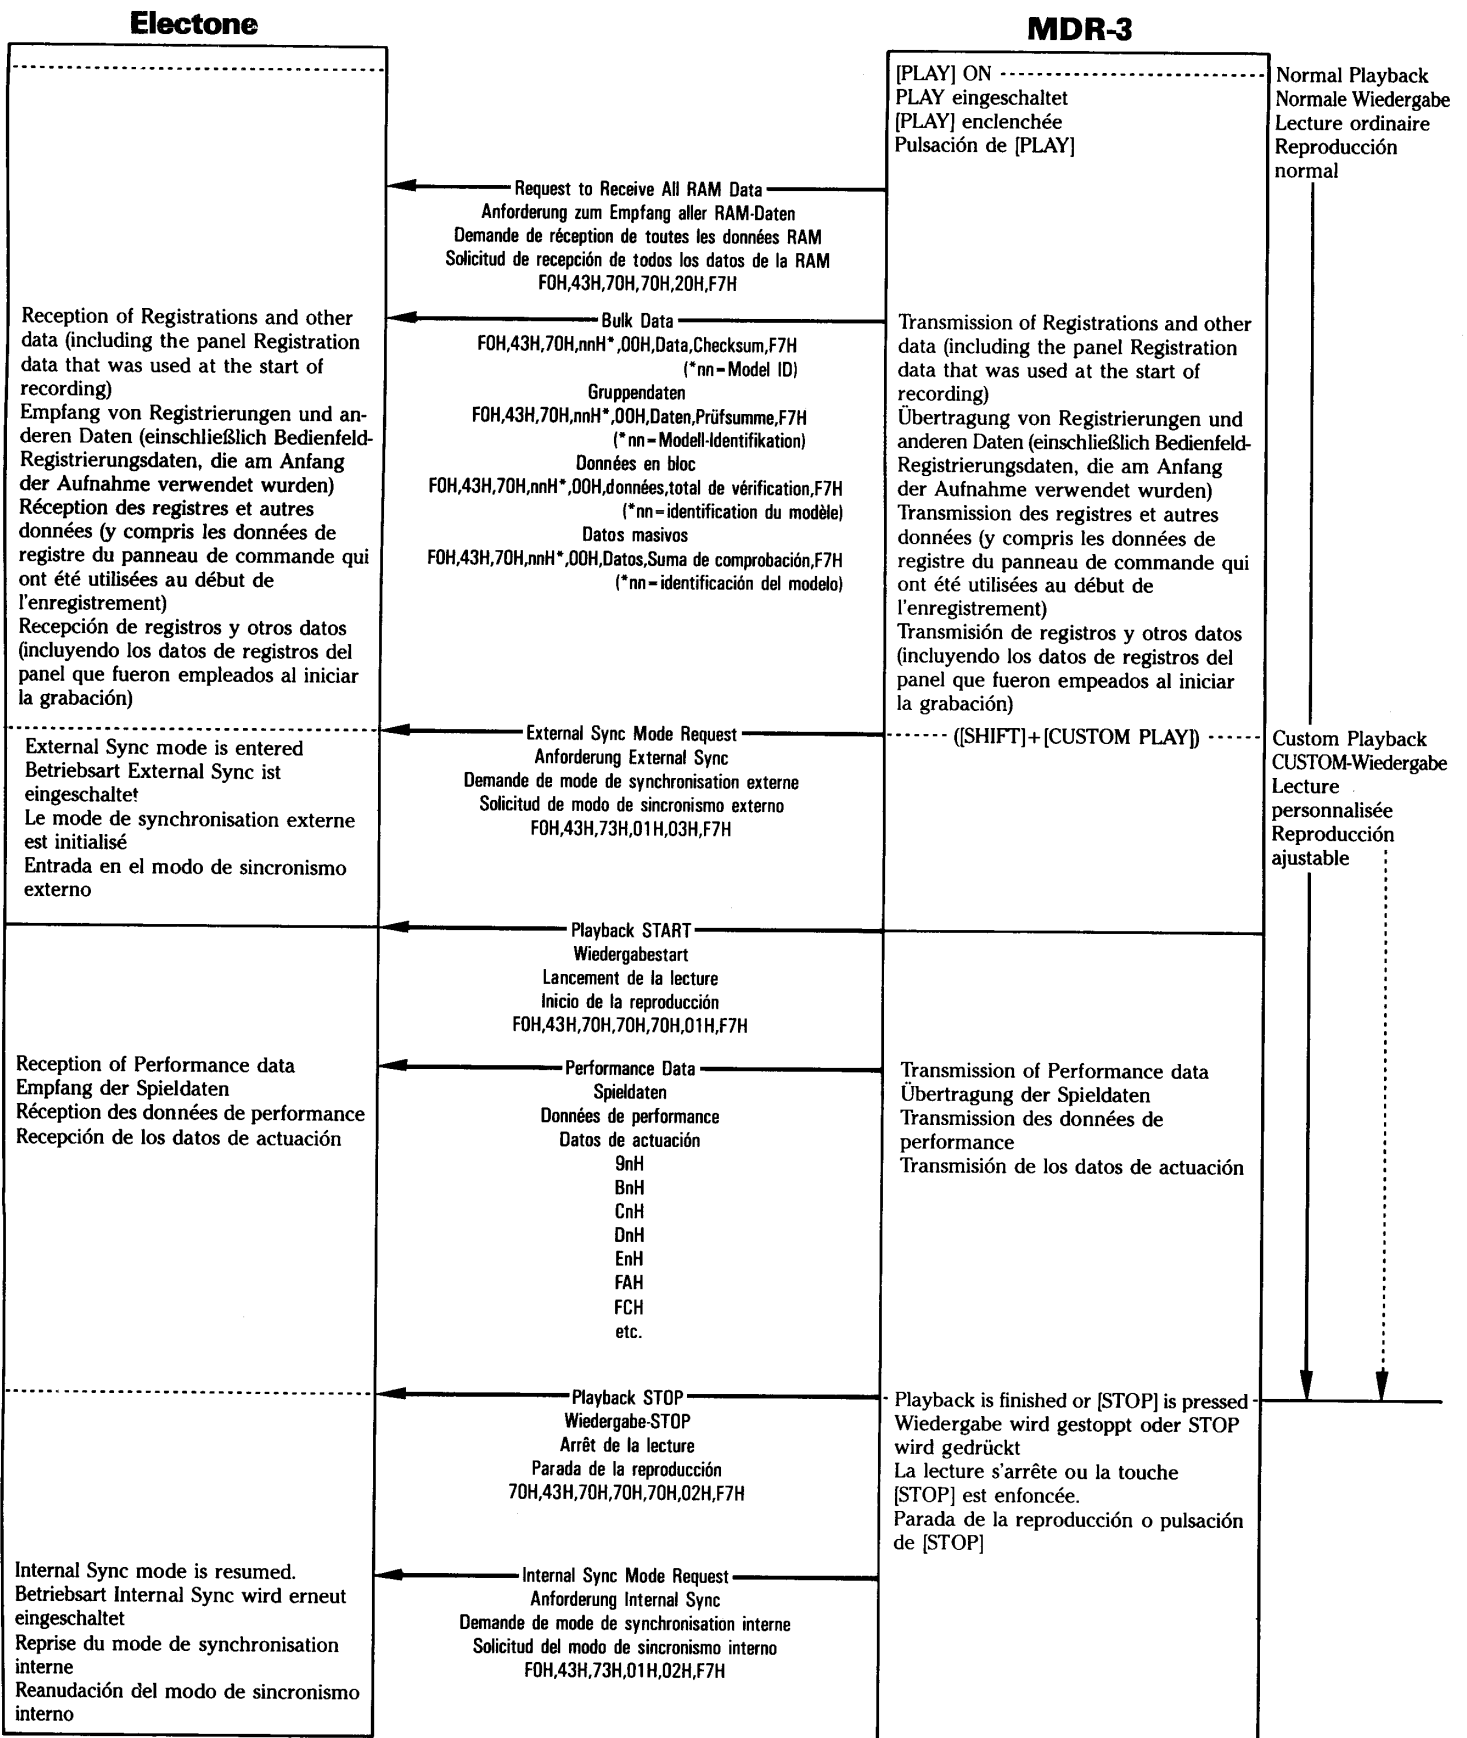 Electone
MDR-3
[PLAY] ON
PLAY eingeschaltet
[PLAY] enclenchée
Pulsación de [PLAY]
Normal Playback
Normale Wiedergabe
Lecture ordinaire
Reproducción
normal
Request to Receive All RAM Data
Anforderung zum Empfang aller RAM-Daten
Demande de réception de toutes les données RAM
Solicitud de recepción de todos los datos de la RAM
F0H,43H,70H,70H,20H,F7H
Reception of Registrations and other
data (including the panel Registration
data that was used at the start of
recording)
Empfang von Registrierungen und an-
deren Daten (einschließlich Bedienfeld-
Registrierungsdaten, die am Anfang
der Aufnahme verwendet wurden)
Réception des registres et autres
données (y compris les données de
registre du panneau de commande qui
ont été utilisées au début de
l'enregistrement)
Recepción de registros y otros datos
(incluyendo los datos de registros del
panel que fueron empleados al iniciar
la grabación)
Bulk Data
F0H,43H,70H,nnH*,00H,Data,Checksum,F7H
(*nn=Model ID)
Gruppendaten
F0H,43H,70H,nnH*,00H,Daten,Prüfsumme,F7H
(*nn=Modell-Identifikation)
Données en bloc
F0H,43H,70H,nnH*,00H,données,total de vérification,F7H
(*nn=identification du modèle)
Datos masivos
F0H,43H,70H,nnH*,00H,Datos,Suma de comprobación,F7H
(*nn=identificación del modelo)
Transmission of Registrations and other
data (including the panel Registration
data that was used at the start of
recording)
Übertragung von Registrierungen und
anderen Daten (einschließlich Bedienfeld-
Registrierungsdaten, die am Anfang
der Aufnahme verwendet wurden)
Transmission des registres et autres
données (y compris les données de
registre du panneau de commande qui
ont été utilisées au début de
l'enregistrement)
Transmisión de registros y otros datos
(incluyendo los datos de registros del
panel que fueron empeados al iniciar
la grabación)
External Sync mode is entered
Betriebsart External Sync ist
eingeschaltet
Le mode de synchronisation externe
est initialisé
Entrada en el modo de sincronismo
externo
External Sync Mode Request
Anforderung External Sync
Demande de mode de synchronisation externe
Solicitud de modo de sincronismo externo
F0H,43H,73H,01H,03H,F7H
([SHIFT]+[CUSTOM PLAY])
Custom Playback
CUSTOM-Wiedergabe
Lecture
personnalisée
Reproducción
ajustable
Playback START
Wiedergabestart
Lancement de la lecture
Inicio de la reproducción
F0H,43H,70H,70H,70H,01H,F7H
Reception of Performance data
Empfang der Spieldaten
Réception des données de performance
Recepción de los datos de actuación
Performance Data
Spieldaten
Données de performance
Datos de actuación
9nH
BnH
CnH
DnH
EnH
FAH
FCH
etc.
Transmission of Performance data
Übertragung der Spieldaten
Transmission des données de
performance
Transmisión de los datos de actuación
Playback STOP
Wiedergabe-STOP
Arrêt de la lecture
Parada de la reproducción
70H,43H,70H,70H,70H,02H,F7H
Playback is finished or [STOP] is pressed
Wiedergabe wird gestoppt oder STOP
wird gedrückt
La lecture s'arrête ou la touche
[STOP] est enfoncée.
Parada de la reproducción o pulsación
de [STOP]
Internal Sync mode is resumed.
Betriebsart Internal Sync wird erneut
eingeschaltet
Reprise du mode de synchronisation
interne
Reanudación del modo de sincronismo
interno
Internal Sync Mode Request
Anforderung Internal Sync
Demande de mode de synchronisation interne
Solicitud del modo de sincronismo interno
F0H,43H,73H,01H,02H,F7H